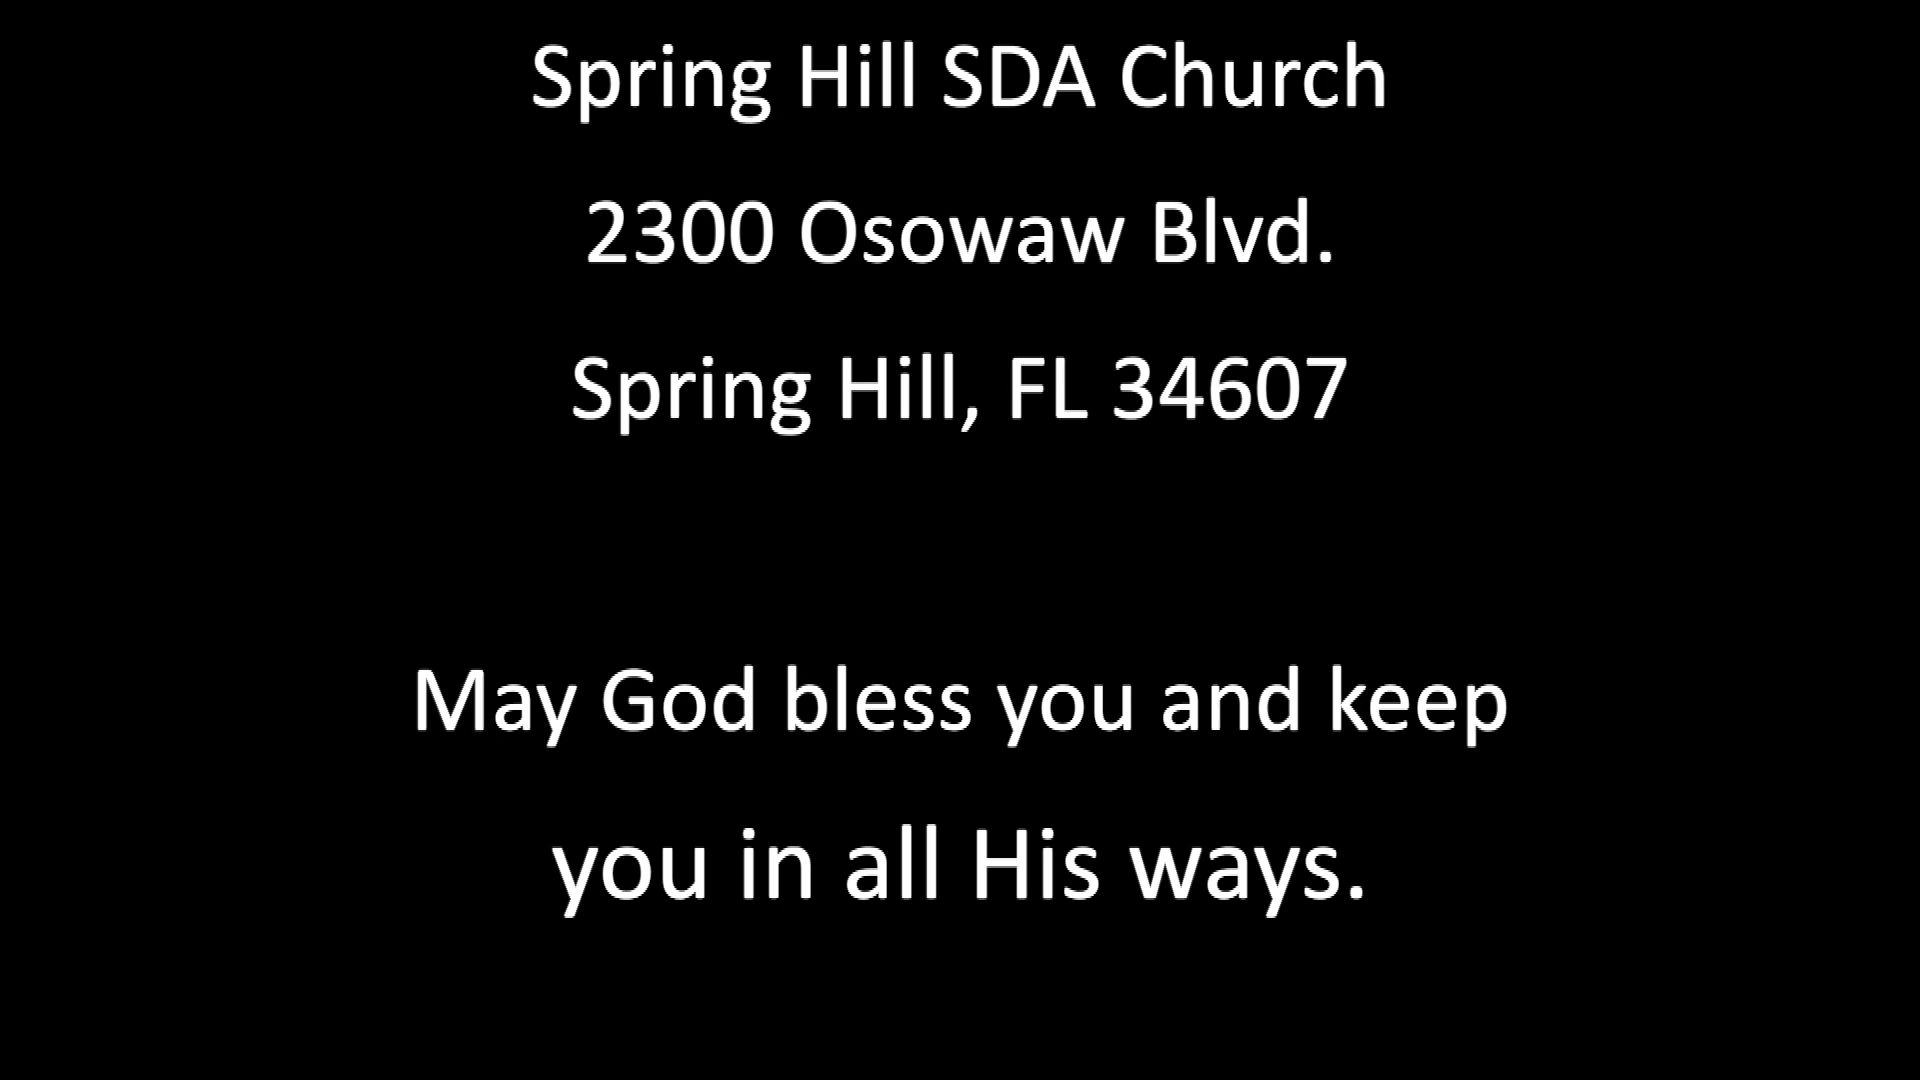 Spring Hill SDA Church
2300 Osowaw Blvd.
Spring Hill, FL 34607
May God bless you and keep
you in all His ways.